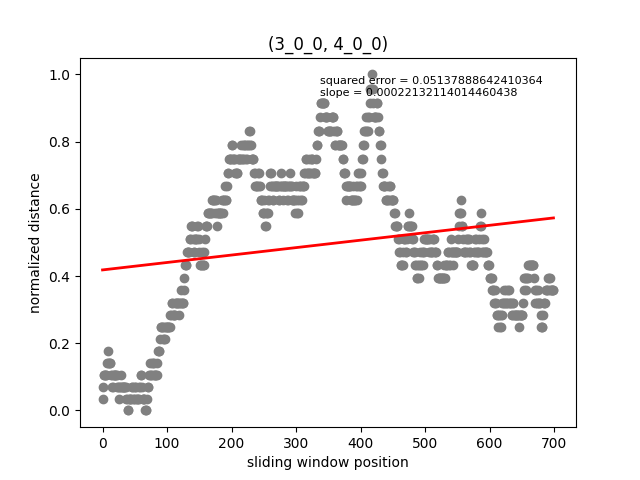 (3_0_0, 4_0_0)
squared error = 0.05137888642410364
slope = 0.00022132114014460438
normalized distance
1.0
0.8
0.6
0.4
0.2
0.0
0 100 200 300 400 500 600 700
sliding window position